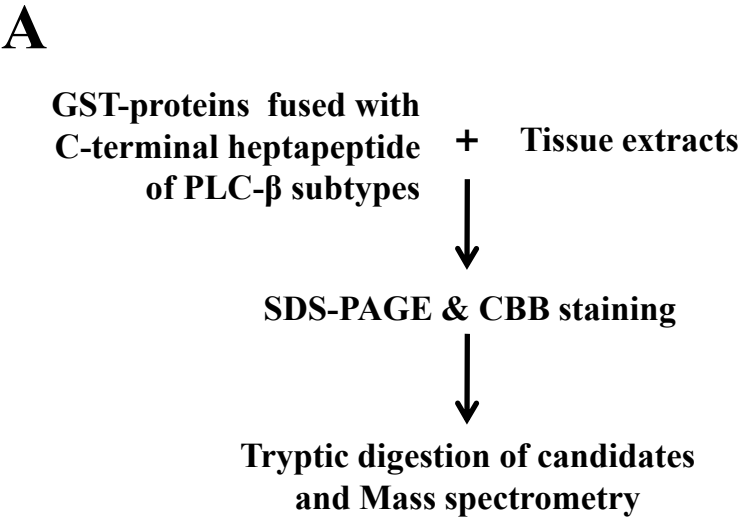 A
GST-proteins fused with
C-terminal heptapeptide
of PLC-β subtypes
+
Tissue extracts
SDS-PAGE & CBB staining
Tryptic digestion of candidates
and Mass spectrometry